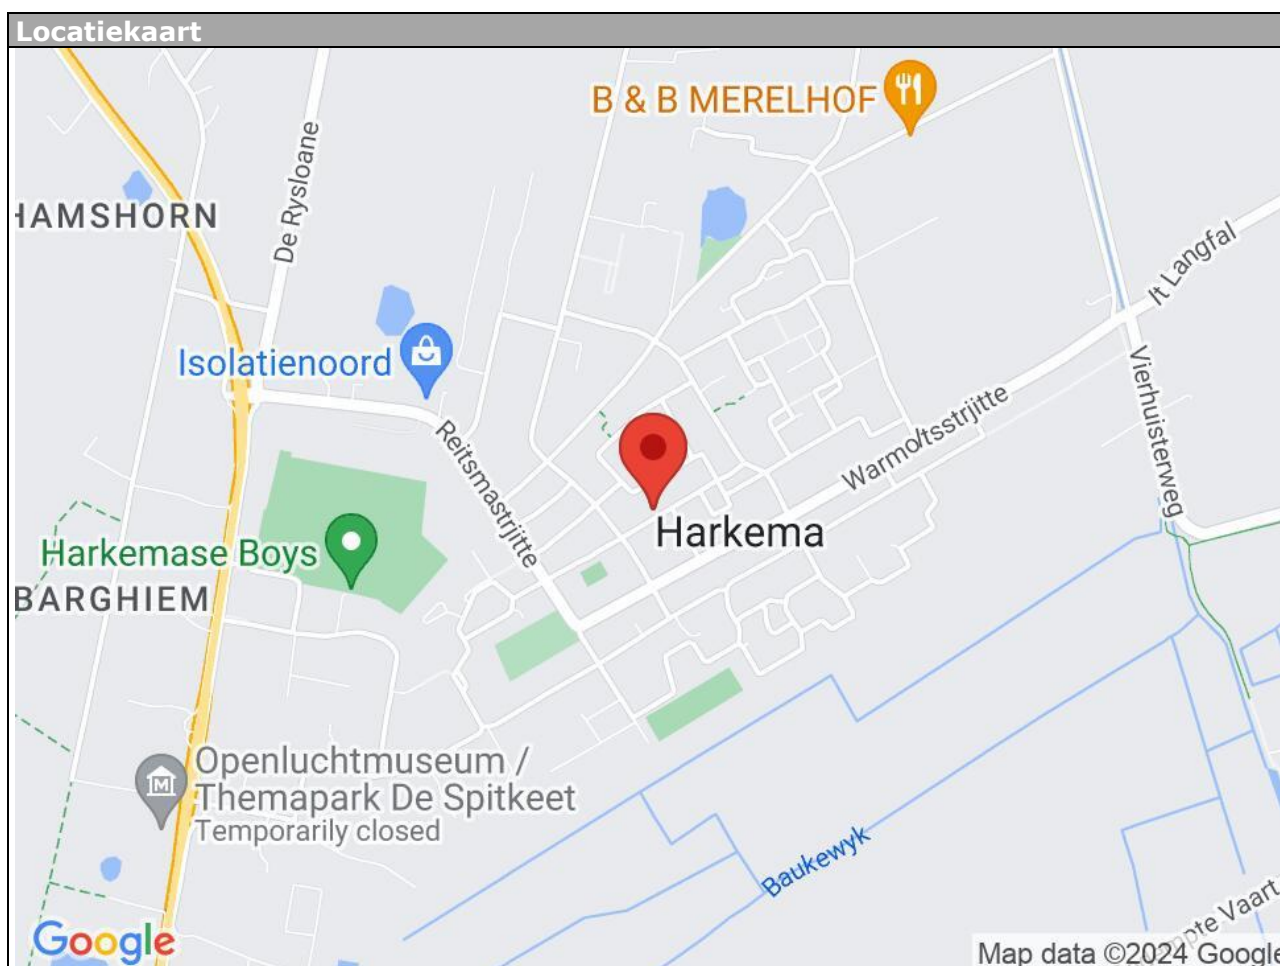 Locatiekaart
B & B MERELHOF
De Rysloane
HAMSHORN
It Langfal
Isolatienoord
Vierhuisterweg
Reitsmastrjitte
Warmoltsstrjitte
Harkema
Harkemase Boys
BARGHIEM
Openluchtmuseum /
Themapark De Spitkeet
Temporarily closed
Baukewyk
Vaart
Google
Map data ©2024 Google